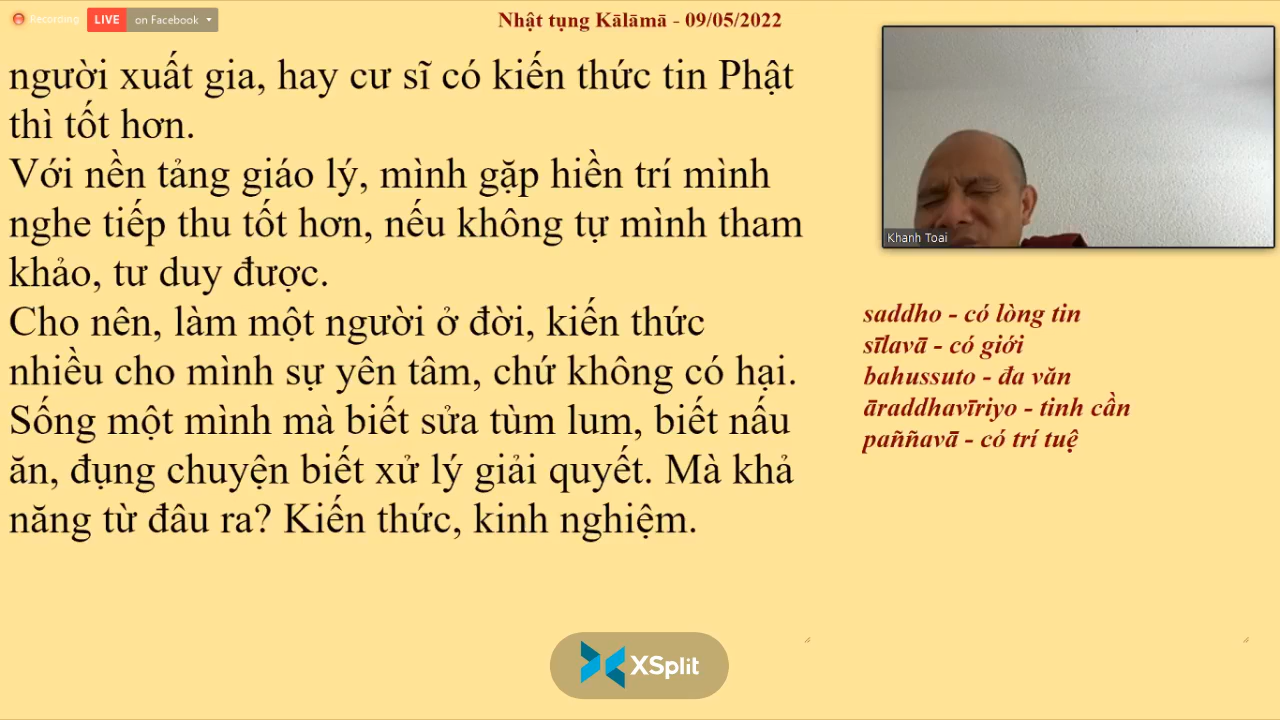 Recording
LIVE on Facebook
Nhật tụng Kālāmā - 09/05/2022
người xuất gia, hay cư sĩ có kiến thức tin Phật
thì tốt hơn.
Với nền tảng giáo lý, mình gặp hiền trí mình
nghe tiếp thu tốt hơn, nếu không tự mình tham
khảo, tư duy được.
Cho nên, làm một người ở đời, kiến thức
nhiều cho mình sự yên tâm, chứ không có hại.
Sống một mình mà biết sửa tùm lum, biết nấu
ăn, đụng chuyện biết xử lý giải quyết. Mà khả
năng từ đâu ra? Kiến thức, kinh nghiệm.
Khanh Toai
saddho - có lòng tin
sīlavā - có giới
bahussuto - đa văn
āraddhavīriyo - tinh cần
paññavā - có trí tuệ
XSplit